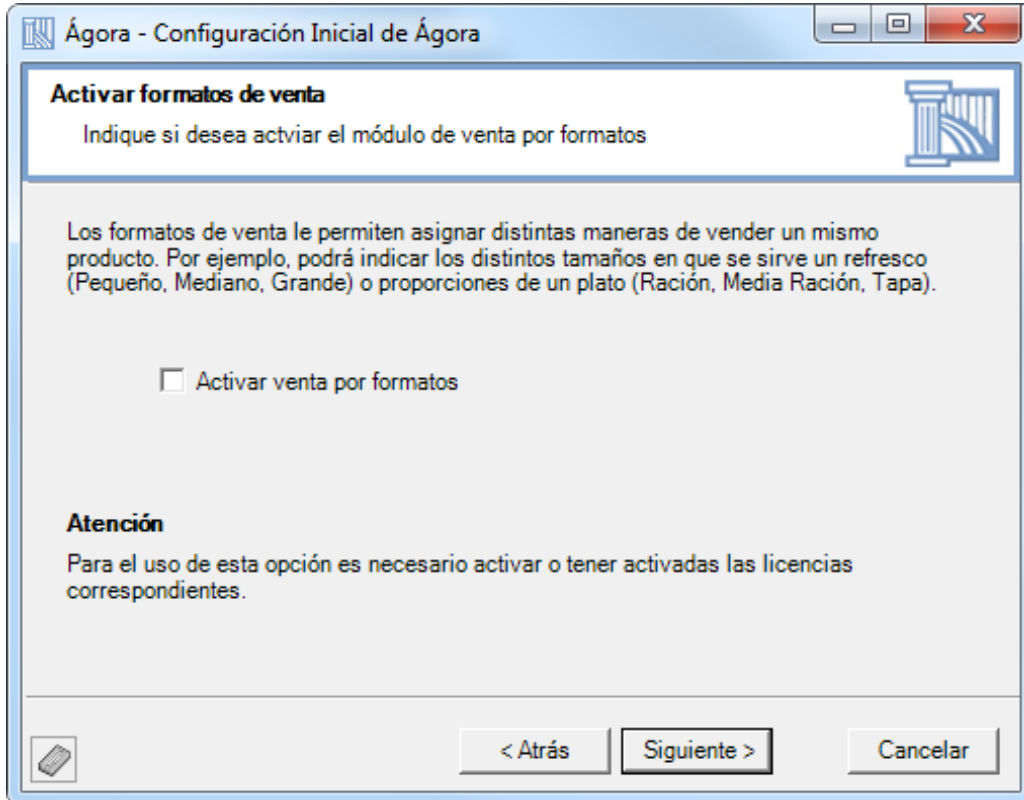 Ágora - Configuración Inicial de Ágora
Activar formatos de venta
Indique si desea actviar el módulo de venta por formatos
Los formatos de venta le permiten asignar distintas maneras de vender un mismo
producto. Por ejemplo, podrá indicar los distintos tamaños en que se sirve un refresco
(Pequeño, Mediano, Grande) o proporciones de un plato (Ración, Media Ración, Tapa).
Activar venta por formatos
Atención
Para el uso de esta opción es necesario activar o tener activadas las licencias
correspondientes.
< Atrás Siguiente > Cancelar